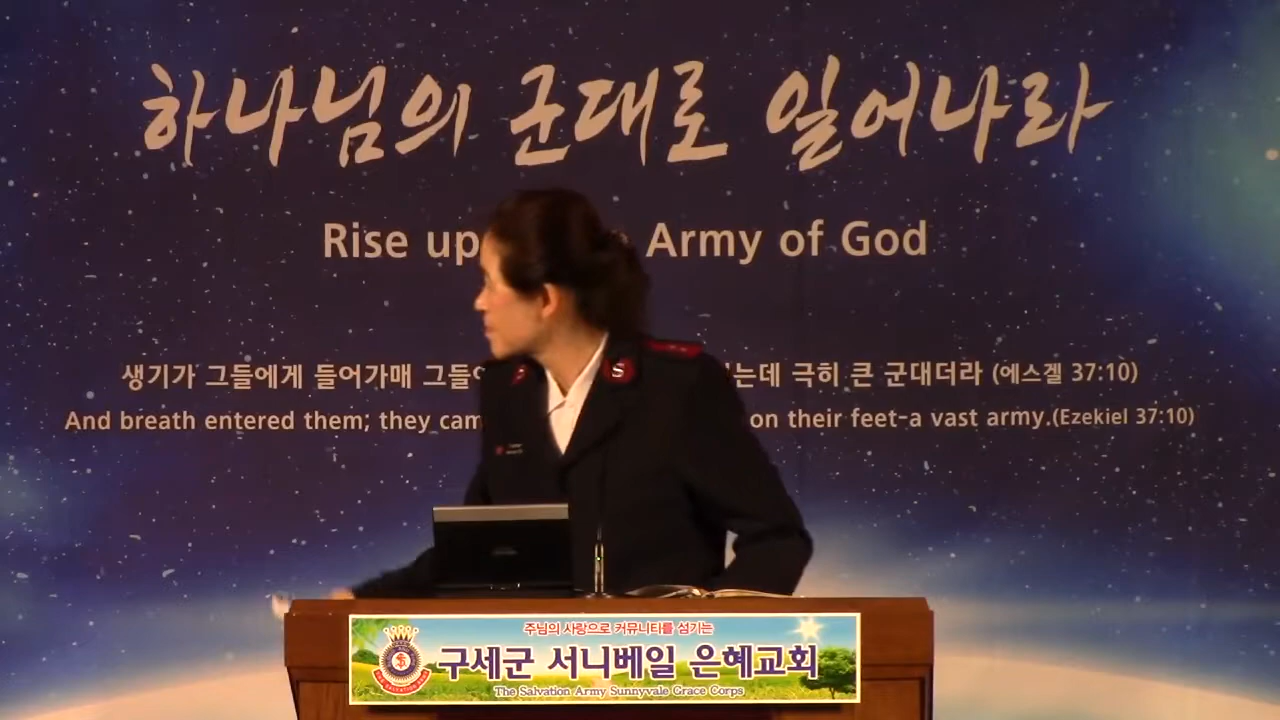 하나님의 군대로 일어나라
Rise up Army of God
생기가 그들에게 들어가매 그들 는데 극히 큰 군대더라 (에스겔 37:10)
And breath entered them; they cam on their feet-a vast army.(Ezekiel 37:10)
S
주님의 사랑으로 커뮤니티를 섬기는
구세군 서니베일 은혜교회
The Salvation Army Sunnyvale Grace Corps